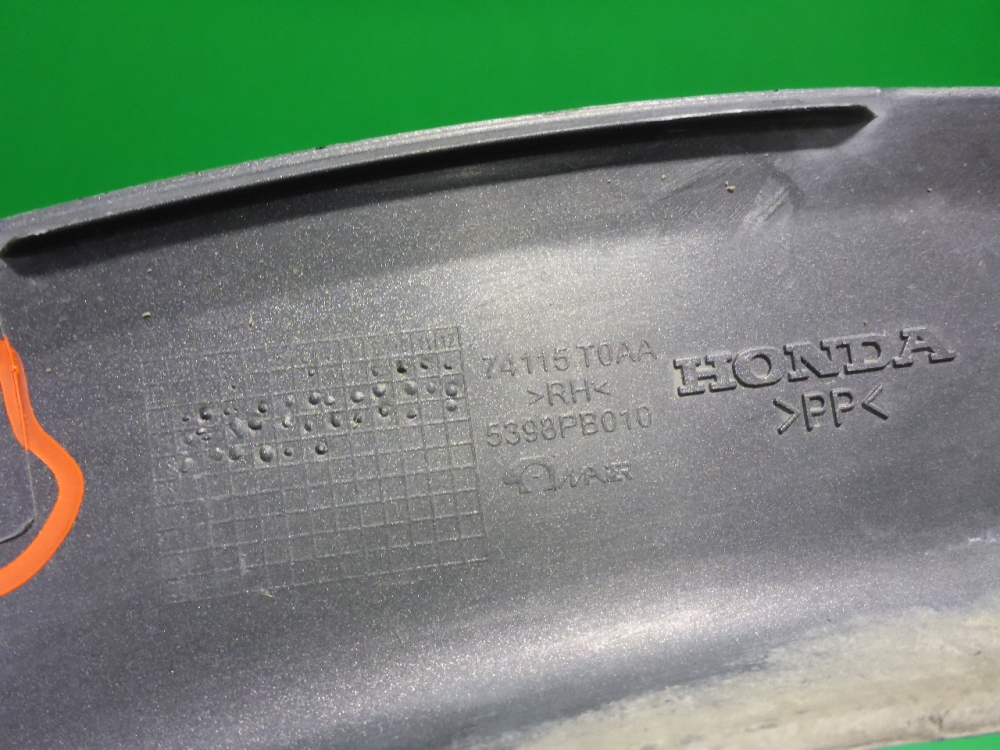 74115 T0AA
>RH<
5398PB010
HONDA
>PP<